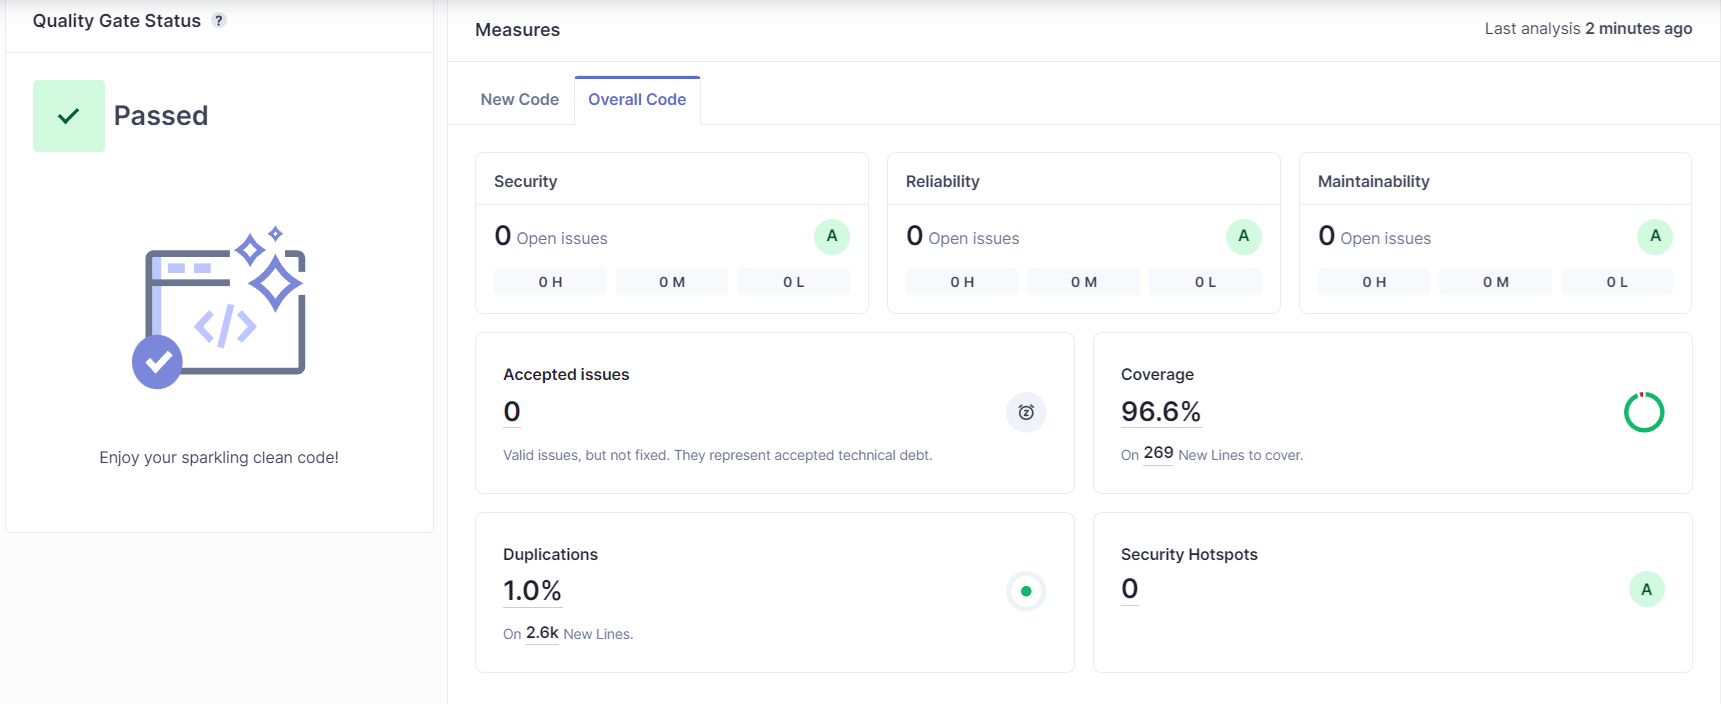 Quality Gate Status ?
Passed
Enjoy your sparkling clean code!
Measures
Last analysis 2 minutes ago
New Code
Overall Code
Security
0 Open issues
A
0 H
0 M
0 L
Reliability
0 Open issues
A
0 H
0 M
0 L
Maintainability
0 Open issues
A
0 H
0 M
0 L
Accepted issues
0
Valid issues, but not fixed. They represent accepted technical debt.
Coverage
96.6%
On 269 New Lines to cover.
Duplications
1.0%
On 2.6k New Lines.
Security Hotspots
0
A